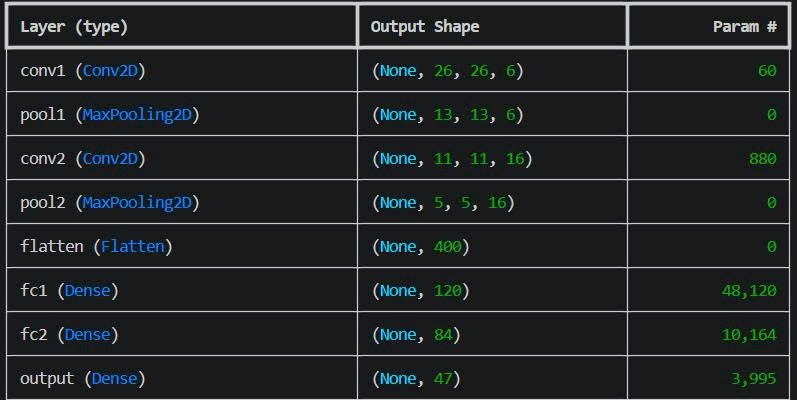 Layer (type) Output Shape Param #
conv1 (Conv2D) (None, 26, 26, 6) 60
pool1 (MaxPooling2D) (None, 13, 13, 6) 0
conv2 (Conv2D) (None, 11, 11, 16) 880
pool2 (MaxPooling2D) (None, 5, 5, 16) 0
flatten (Flatten) (None, 400) 0
fc1 (Dense) (None, 120) 48,120
fc2 (Dense) (None, 84) 10,164
output (Dense) (None, 47) 3,995